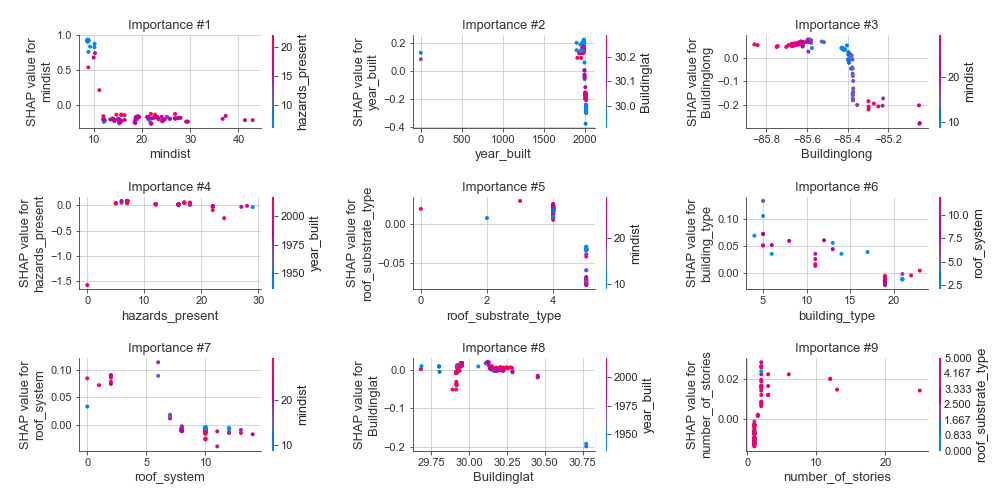 Importance #1
SHAP value for
mindist
1.0
0.5
0.0
10 20 30 40
mindist
20
15
10
5
hazards_present
Importance #2
SHAP value for
year_built
0.2
0.0
−0.2
−0.4
0 500 1000 1500 2000
year_built
30.2
30.1
30.0
Buildinglat
Importance #3
SHAP value for
Buildinglong
0.0
−0.1
−0.2
−85.8 −85.6 −85.4 −85.2
Buildinglong
20
10
mindist
Importance #4
SHAP value for
hazards_present
0.0
−0.5
−1.0
−1.5
0 10 20 30
hazards_present
2000
1975
1950
year_built
Importance #5
SHAP value for
roof_substrate_type
0.00
−0.05
0 2 4
roof_substrate_type
20
10
mindist
Importance #6
SHAP value for
building_type
0.10
0.05
0.00
5 10 15 20
building_type
10.0
7.5
5.0
2.5
roof_system
Importance #7
SHAP value for
roof_system
0.10
0.05
0.00
0 5 10
roof_system
20
10
mindist
Importance #8
SHAP value for
Buildinglat
0.0
−0.1
−0.2
29.75 30.00 30.25 30.50 30.75
Buildinglat
2000
1975
1950
year_built
Importance #9
SHAP value for
number_of_stories
0.02
0.00
0 10 20
number_of_stories
5.000
4.167
3.333
2.500
1.667
0.833
0.000
roof_substrate_type